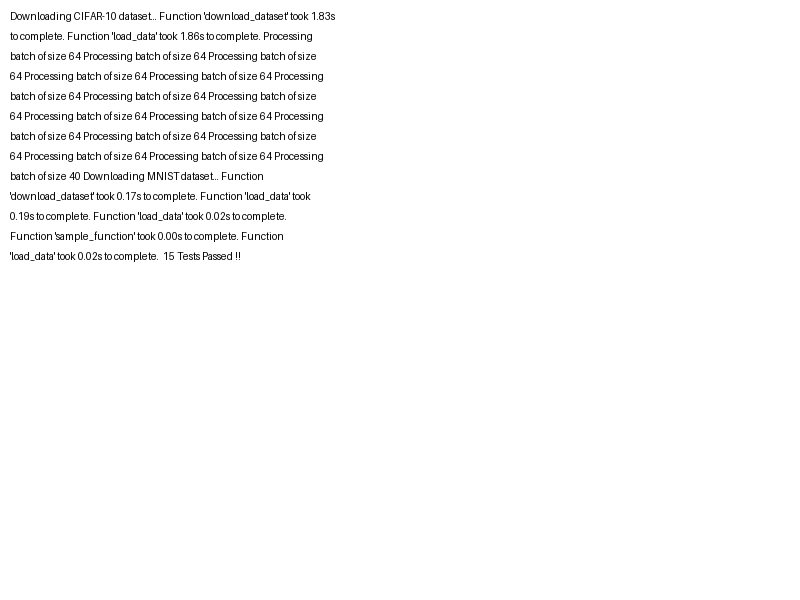 Downloading CIFAR-10 dataset... Function 'download_dataset' took 1.83s
to complete. Function 'load_data' took 1.86s to complete. Processing
batch of size 64 Processing batch of size 64 Processing batch of size
64 Processing batch of size 64 Processing batch of size 64 Processing
batch of size 64 Processing batch of size 64 Processing batch of size
64 Processing batch of size 64 Processing batch of size 64 Processing
batch of size 64 Processing batch of size 64 Processing batch of size
64 Processing batch of size 64 Processing batch of size 64 Processing
batch of size 40 Downloading MNIST dataset... Function
'download_dataset' took 0.17s to complete. Function 'load_data' took
0.19s to complete. Function 'load_data' took 0.02s to complete.
Function 'sample_function' took 0.00s to complete. Function
'load_data' took 0.02s to complete.  15 Tests Passed !!